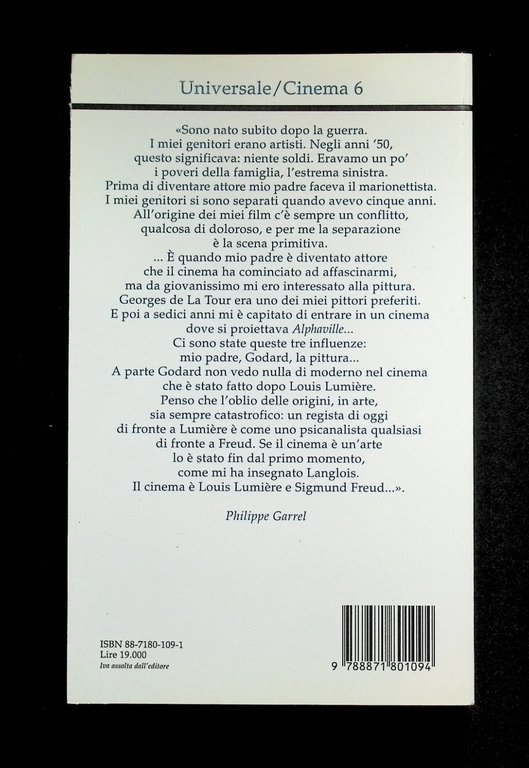 Universale/Cinema 6
«Sono nato subito dopo la guerra.
I miei genitori erano artisti. Negli anni '50,
questo significava: niente soldi. Eravamo un po'
i poveri della famiglia, l'estrema sinistra.
Prima di diventare attore mio padre faceva il marionettista.
I miei genitori si sono separati quando avevo cinque anni.
All'origine dei miei film c'è sempre un conflitto,
qualcosa di doloroso, e per me la separazione
è la scena primitiva.
... È quando mio padre è diventato attore
che il cinema ha cominciato ad affascinarmi,
ma da giovanissimo mi ero interessato alla pittura.
Georges de La Tour era uno dei miei pittori preferiti.
E poi a sedici anni mi è capitato di entrare in un cinema
dove si proiettava Alphaville...
Ci sono state queste tre influenze:
mio padre, Godard, la pittura...
A parte Godard non vedo nulla di moderno nel cinema
che è stato fatto dopo Louis Lumière.
Penso che l'oblio delle origini, in arte,
sia sempre catastrofico: un regista di oggi
di fronte a Lumière è come uno psicanalista qualsiasi
di fronte a Freud. Se il cinema è un'arte
lo è stato fin dal primo momento,
come mi ha insegnato Langlois.
Il cinema è Louis Lumière e Sigmund Freud...».
Philippe Garrel
ISBN 88-7180-109-1
Lire 19.000
Iva assolta dall'editore
9 788871 801094